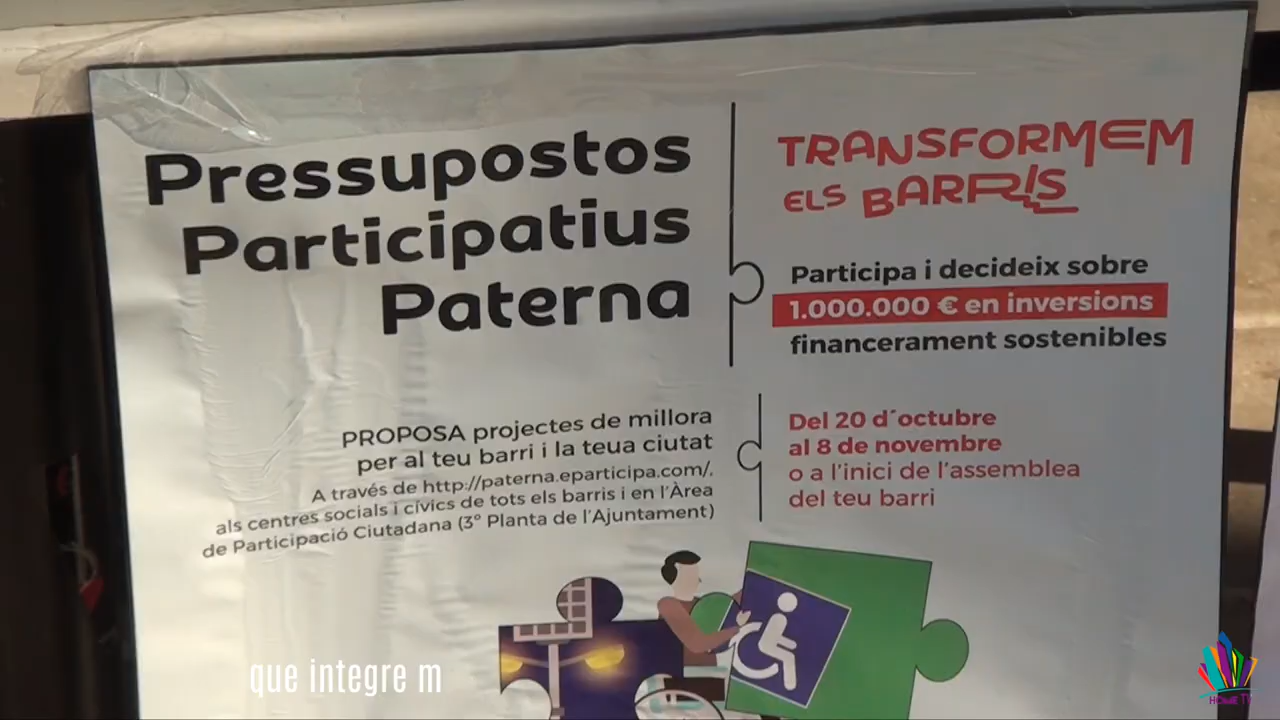 Pressupostos
Participatius
Paterna
TRANSFORMEM
ELS BARRIS
Participa i decideix sobre
1.000.000 € en inversions
financerament sostenibles
PROPOSA projectes de millora
per al teu barri i la teua ciutat
A través de http://paterna.eparticipa.com/,
als centres socials i cívics de tots els barris i en l'Àrea
de Participació Ciutadana (3º Planta de l'Ajuntament)
Del 20 d´octubre
al 8 de novembre
o a l'inici de l'assemblea
del teu barri
que integre m
HOME TV